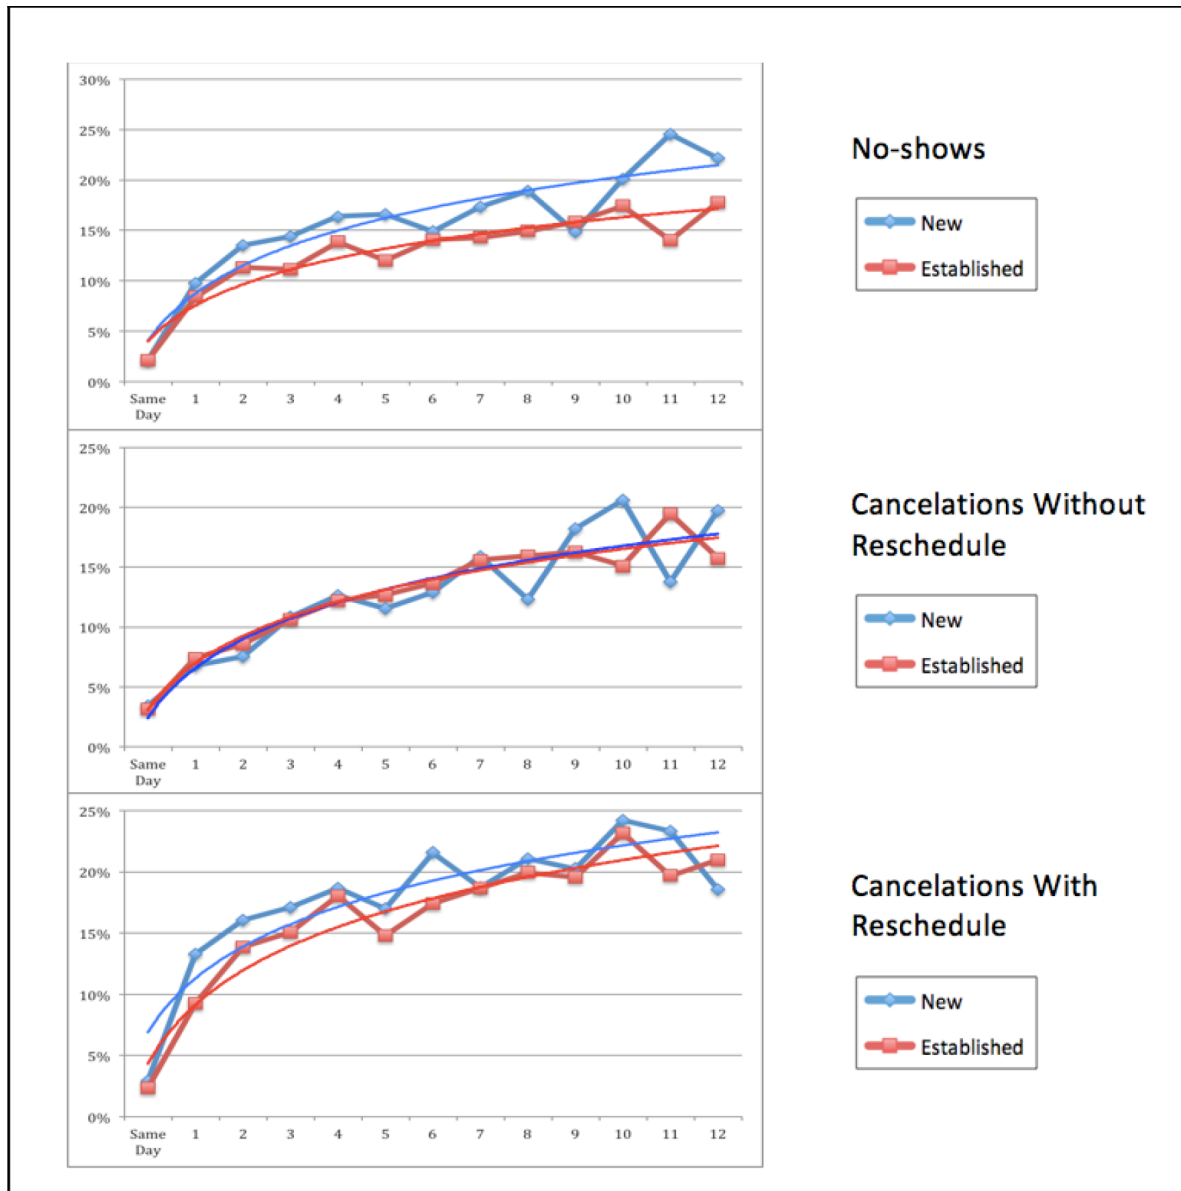 30%
25%
20%
15%
10%
5%
0%
Same Day 1 2 3 4 5 6 7 8 9 10 11 12
No-shows
New
Established
25%
20%
15%
10%
5%
0%
Same Day 1 2 3 4 5 6 7 8 9 10 11 12
Cancelations Without
Reschedule
New
Established
25%
20%
15%
10%
5%
0%
Same Day 1 2 3 4 5 6 7 8 9 10 11 12
Cancelations With
Reschedule
New
Established